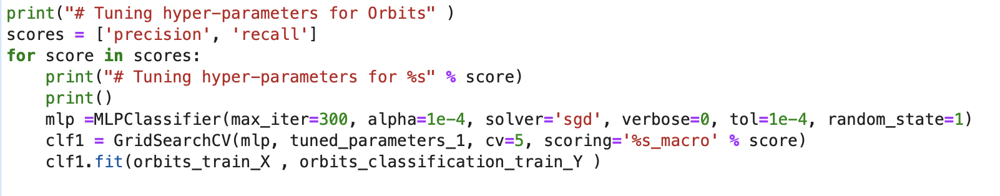 print("# Tuning hyper-parameters for Orbits" )
scores = ['precision', 'recall']
for score in scores:
    print("# Tuning hyper-parameters for %s" % score)
    print()
    mlp =MLPClassifier(max_iter=300, alpha=1e-4, solver='sgd', verbose=0, tol=1e-4, random_state=1)
    clf1 = GridSearchCV(mlp, tuned_parameters_1, cv=5, scoring='%s_macro' % score)
    clf1.fit(orbits_train_X , orbits_classification_train_Y )